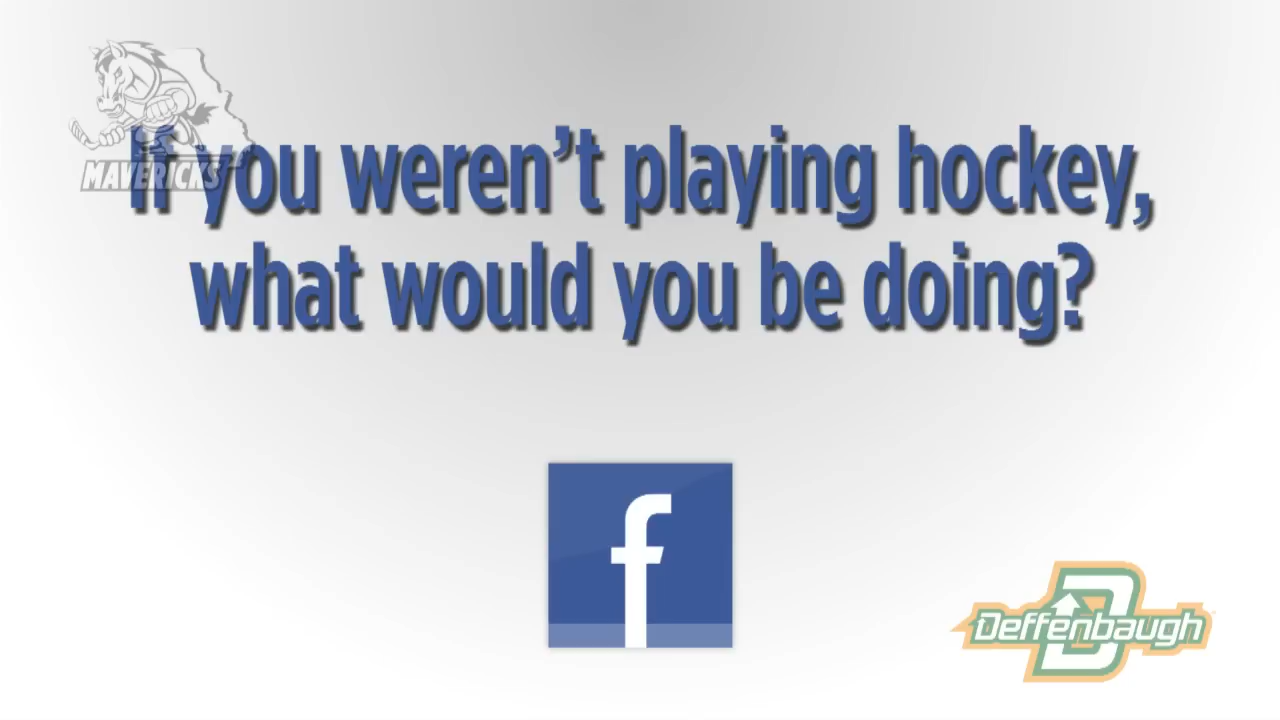 MAVERICKS
If you weren't playing hockey,
what would you be doing?
f
Deffenbaugh